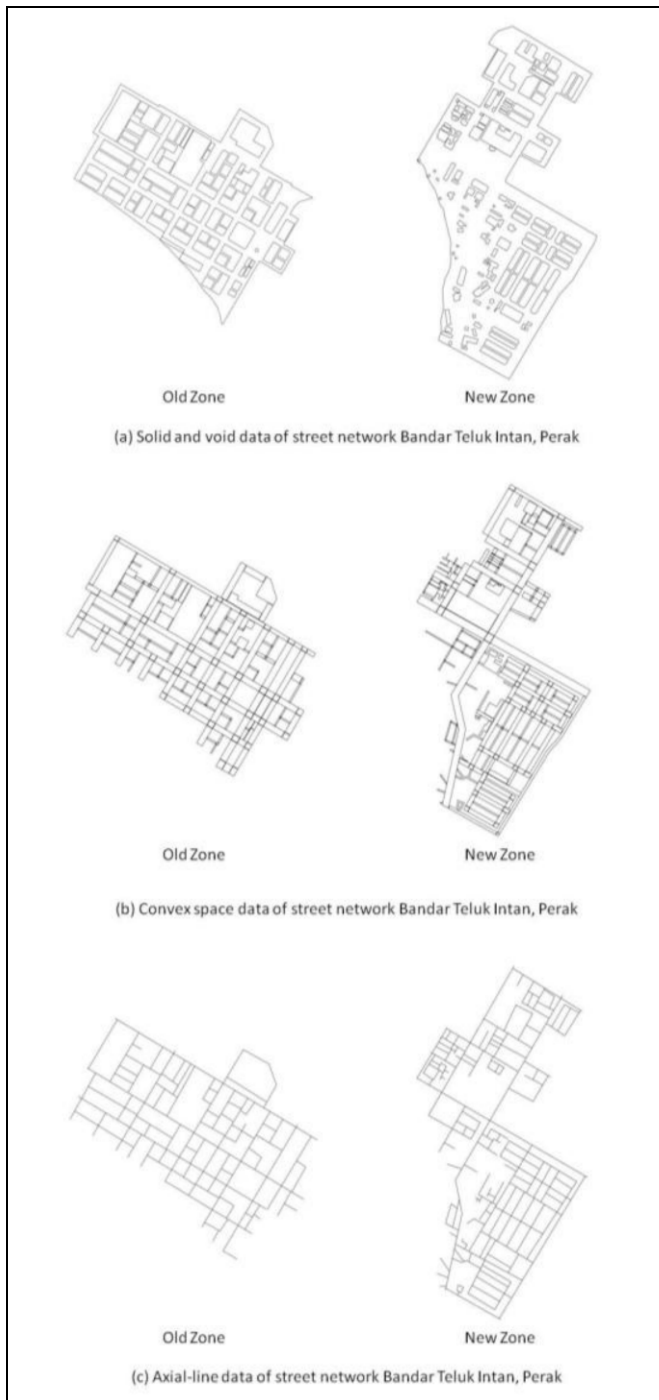 Old Zone
New Zone
(a) Solid and void data of street network Bandar Teluk Intan, Perak
Old Zone
New Zone
(b) Convex space data of street network Bandar Teluk Intan, Perak
Old Zone
New Zone
(c) Axial-line data of street network Bandar Teluk Intan, Perak